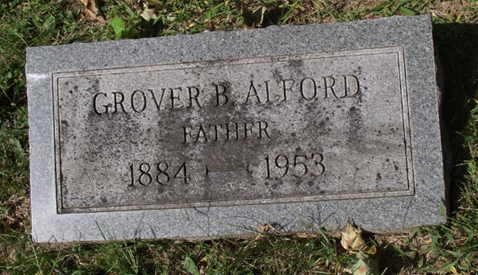 GROVER B. ALFORD
FATHER
1884 — 1953